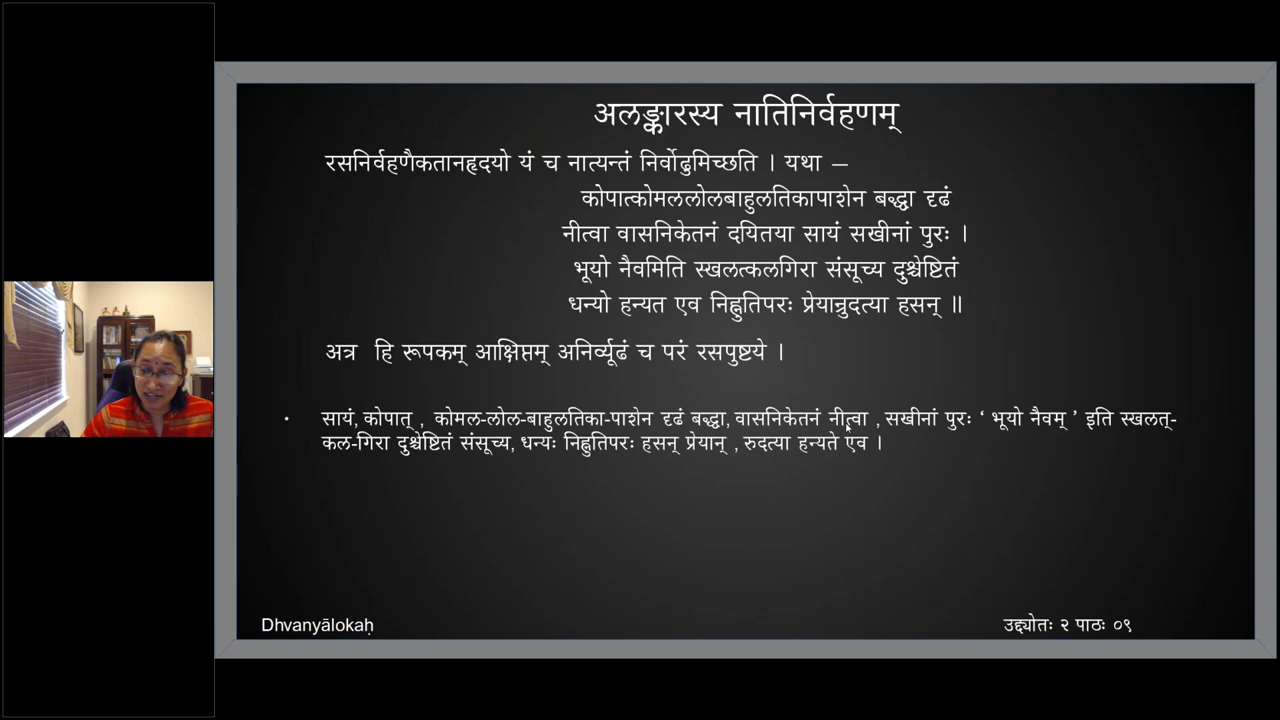 अलङ्कारस्य नातिनिर्वहणम्
रसनिर्वहणैकतानहृदयो यं च नात्यन्तं निर्वोढुमिच्छति । यथा –
कोपात्कोमललोलबाहुलतिकापाशेन बद्ध्वा दृढं
नीत्वा वासनिकेतनं दयितया सायं सखीनां पुरः ।
भूयो नैवमिति स्खलत्कलगिरा संसूच्य दुश्चेष्टितं
धन्यो हन्यत एव निह्नुतिपरः प्रेयान्रुदत्या हसन् ॥
अत्र हि रूपकम् आक्षिप्तम् अनिर्व्यूढं च परं रसपुष्टये ।
• सायं, कोपात् , कोमल-लोल-बाहुलतिका-पाशेन दृढं बद्ध्वा, वासनिकेतनं नीत्वा , सखीनां पुरः ‘ भूयो नैवम् ’ इति स्खलत्-
कल-गिरा दुश्चेष्टितं संसूच्य, धन्यः निह्नुतिपरः हसन् प्रेयान् , रुदत्या हन्यते एव ।
Dhvanyālokaḥ
उद्द्योतः २ पाठः ०९